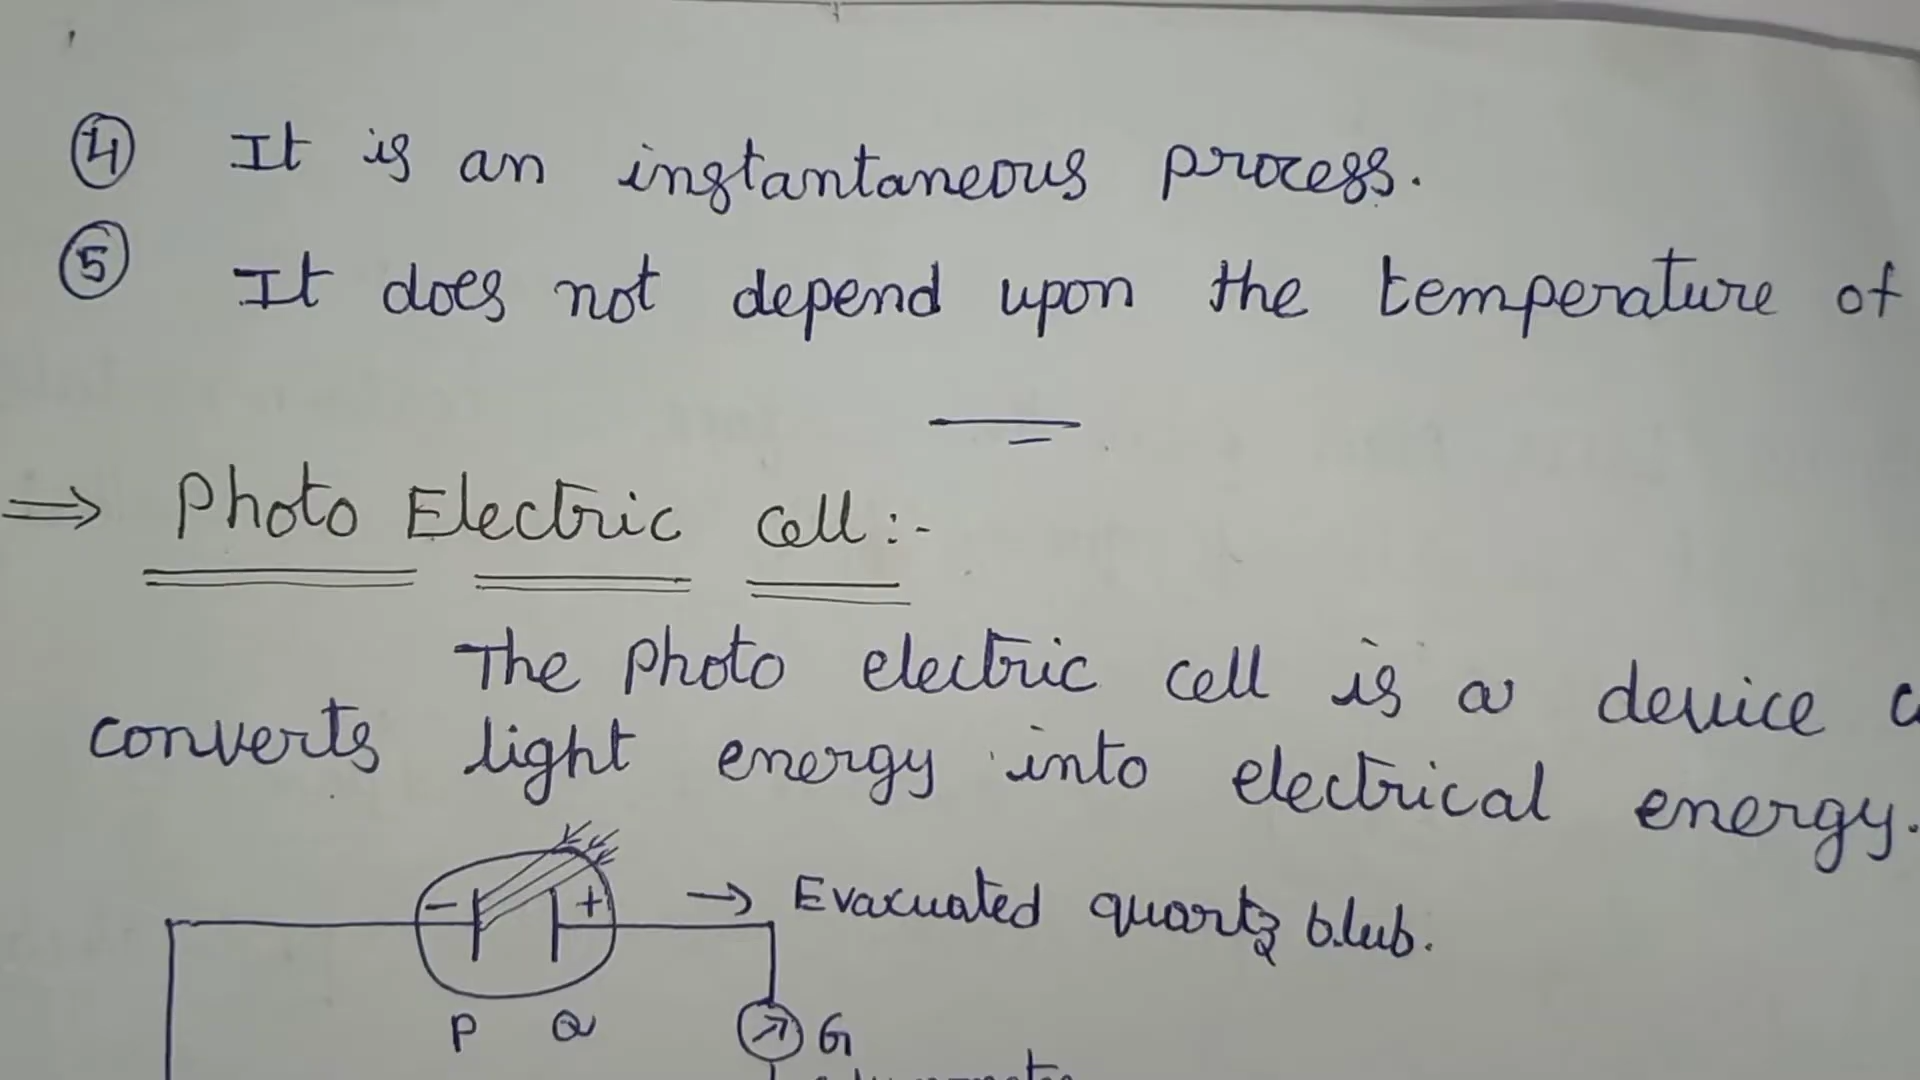 ④ It is an instantaneous process.
⑤ It does not depend upon the temperature of
⇒ Photo Electric cell :-
The photo electric cell is a device
converts light energy into electrical energy.
- +
→ Evacuated quartz blub.
P Q
G